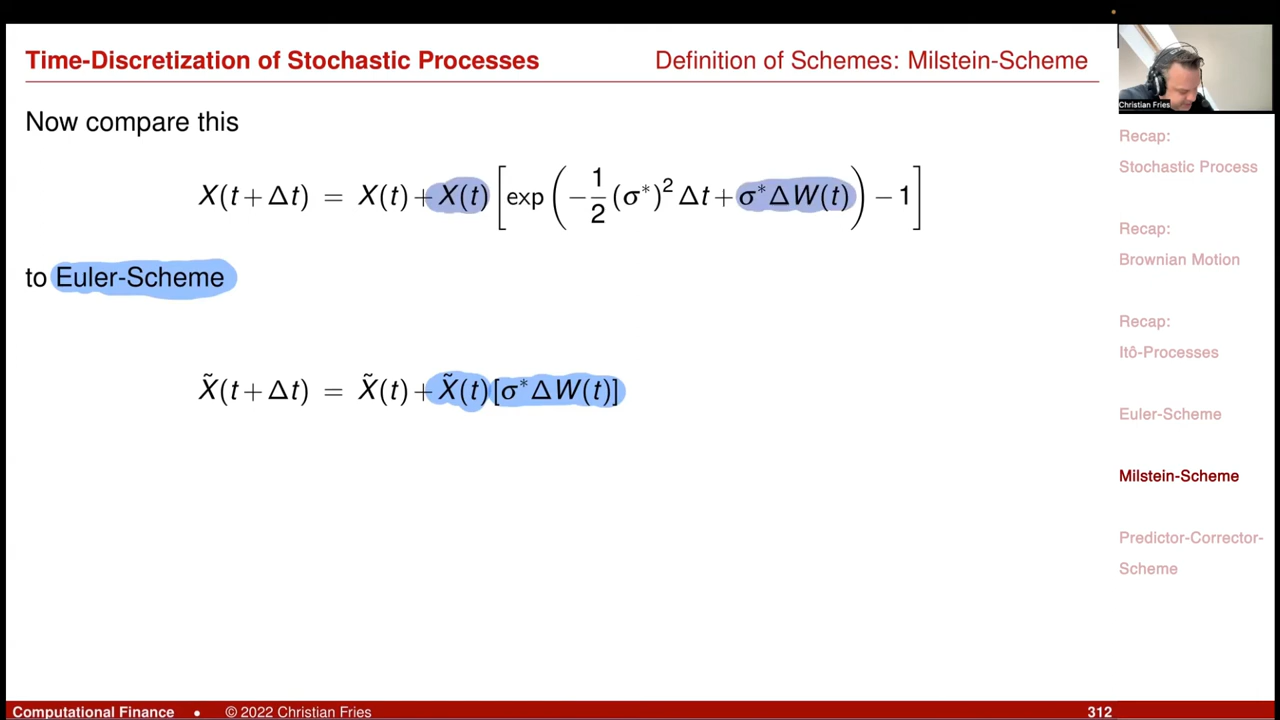 Time-Discretization of Stochastic Processes
Definition of Schemes: Milstein-Scheme
Now compare this
X(t+Δt) = X(t)+X(t) [exp(−1/2(σ*)²Δt+σ*ΔW(t))−1]
to Euler-Scheme
X̃(t+Δt) = X̃(t)+X̃(t)[σ*ΔW(t)]
Christian Fries
Recap:
Stochastic Process
Recap:
Brownian Motion
Recap:
Itô-Processes
Euler-Scheme
Milstein-Scheme
Predictor-Corrector-
Scheme
Computational Finance • © 2022 Christian Fries
312